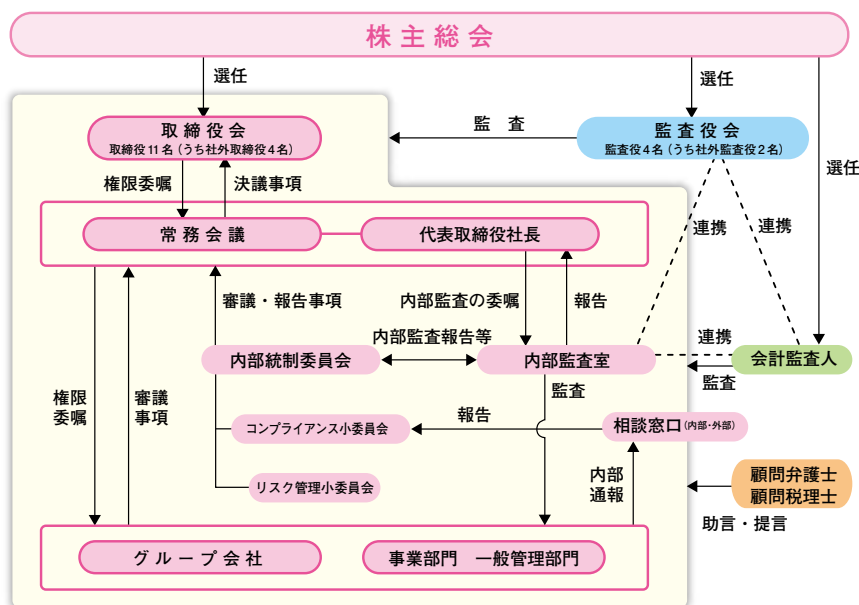 株主総会
選任
選任
選任
取締役会
取締役11名（うち社外取締役4名）
監査
監査役会
監査役4名（うち社外監査役2名）
権限委嘱
決議事項
連携
連携
常務会議
代表取締役社長
審議・報告事項
内部監査の委嘱
報告
内部監査報告等
連携
内部統制委員会
内部監査室
会計監査人
監査
監査
権限
委嘱
審議
事項
コンプライアンス小委員会
報告
相談窓口（内部・外部）
リスク管理小委員会
内部
通報
顧問弁護士
顧問税理士
助言・提言
グループ会社
事業部門　一般管理部門